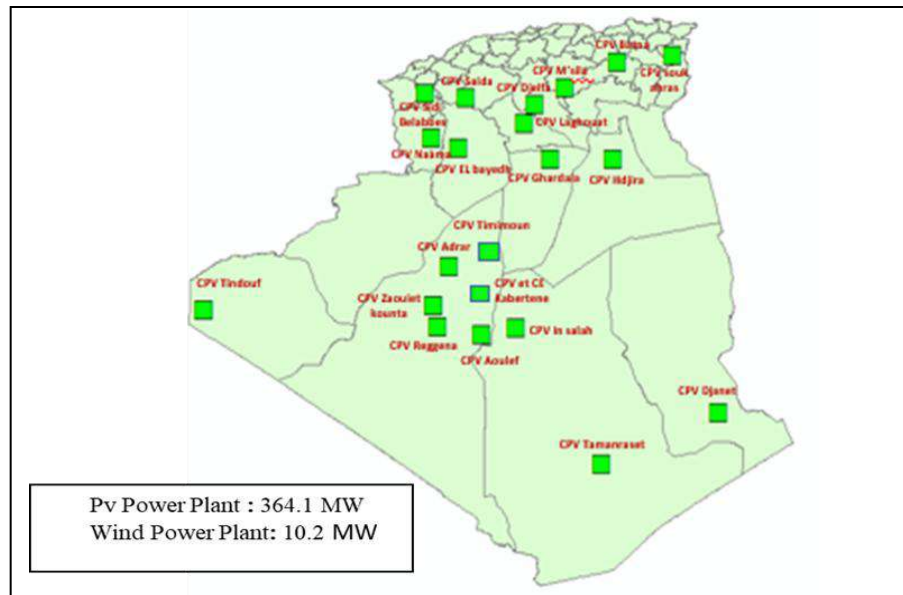 CPV Batna
CPV souk
ahras
CPV M'sila
CPV Saida
CPV Djelfa
CPV Sidi
Belabbes
CPV Laghouat
CPV Naama
CPV EL bayedh
CPV Ghardaia
CPV Hdjira
CPV Timimoun
CPV Adrar
CPV Tindouf
CPV et CE
Kabertene
CPV Zaouiet
kounta
CPV In salah
CPV Reggena
CPV Aoulef
CPV Djanet
CPV Tamanraset
Pv Power Plant : 364.1 MW
Wind Power Plant: 10.2 MW